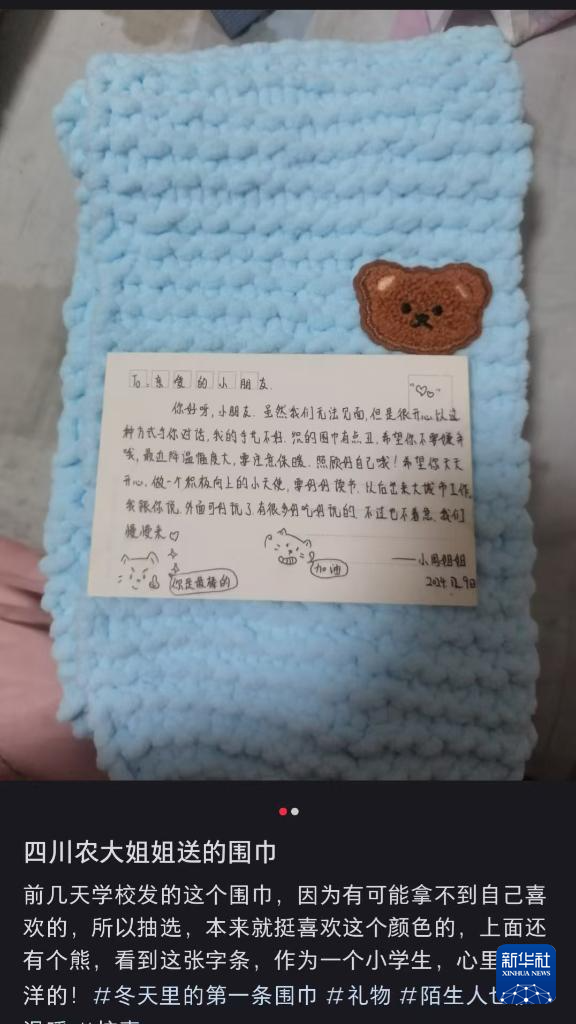 To:亲爱的小朋友.
你好呀,小朋友.虽然我们无法见面,但是很开心以这
种方式与你对话,我的手艺不好.织的围巾有点丑,希望你不要嫌弃
哦,最近降温幅度大,要注意保暖.照顾好自己哦!希望你天天
开心,做一个积极向上的小天使,要好好读书.以后出来大城市工作,
我跟你说.外面可好玩了.有很多好吃好玩的.不过也不着急.我们
慢慢来♡
你是最棒的
加油
——小周姐姐
2024.12.9日
四川农大姐姐送的围巾
前几天学校发的这个围巾，因为有可能拿不到自己喜
欢的，所以抽选，本来就挺喜欢这个颜色的，上面还
有个熊，看到这张字条，作为一个小学生，心里
洋的！#冬天里的第一条围巾 #礼物 #陌生人
新华社
XINHUA NEWS